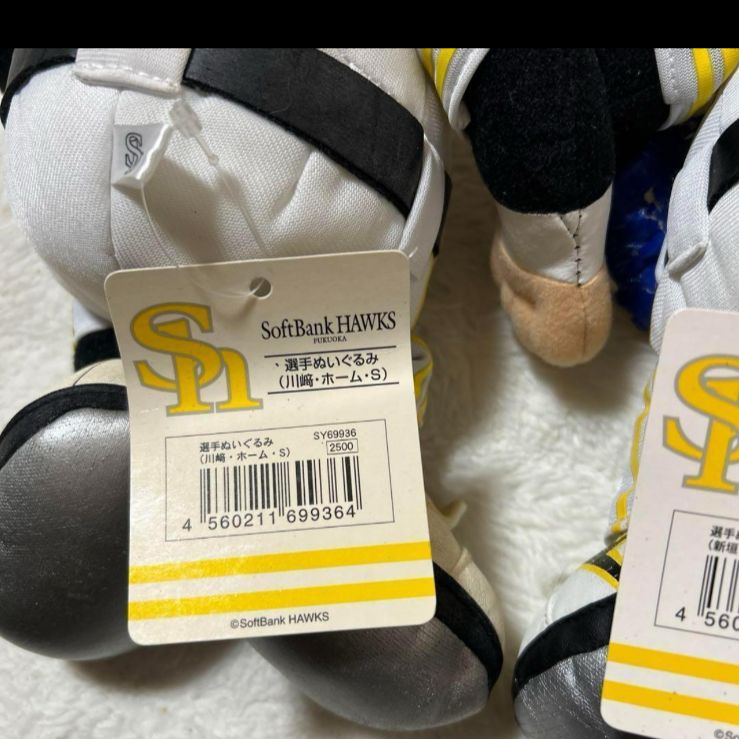 Sh
SoftBank HAWKS
FUKUOKA
選手ぬいぐるみ
（川﨑・ホーム・S）
選手ぬいぐるみ
（川﨑・ホーム・S）
SY69936
2500
4 560211 699364
©SoftBank HAWKS
選手ぬ
（新垣
4 560
©So